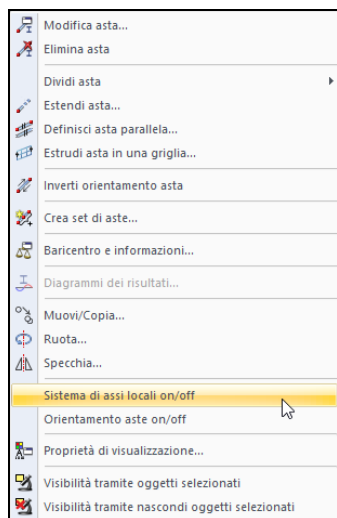 Modifica asta...
Elimina asta
Dividi asta
Estendi asta...
Definisci asta parallela...
Estrudi asta in una griglia...
Inverti orientamento asta
Crea set di aste...
Baricentro e informazioni...
Diagrammi dei risultati...
Muovi/Copia...
Ruota...
Specchia...
Sistema di assi locali on/off
Orientamento aste on/off
Proprietà di visualizzazione...
Visibilità tramite oggetti selezionati
Visibilità tramite nascondi oggetti selezionati